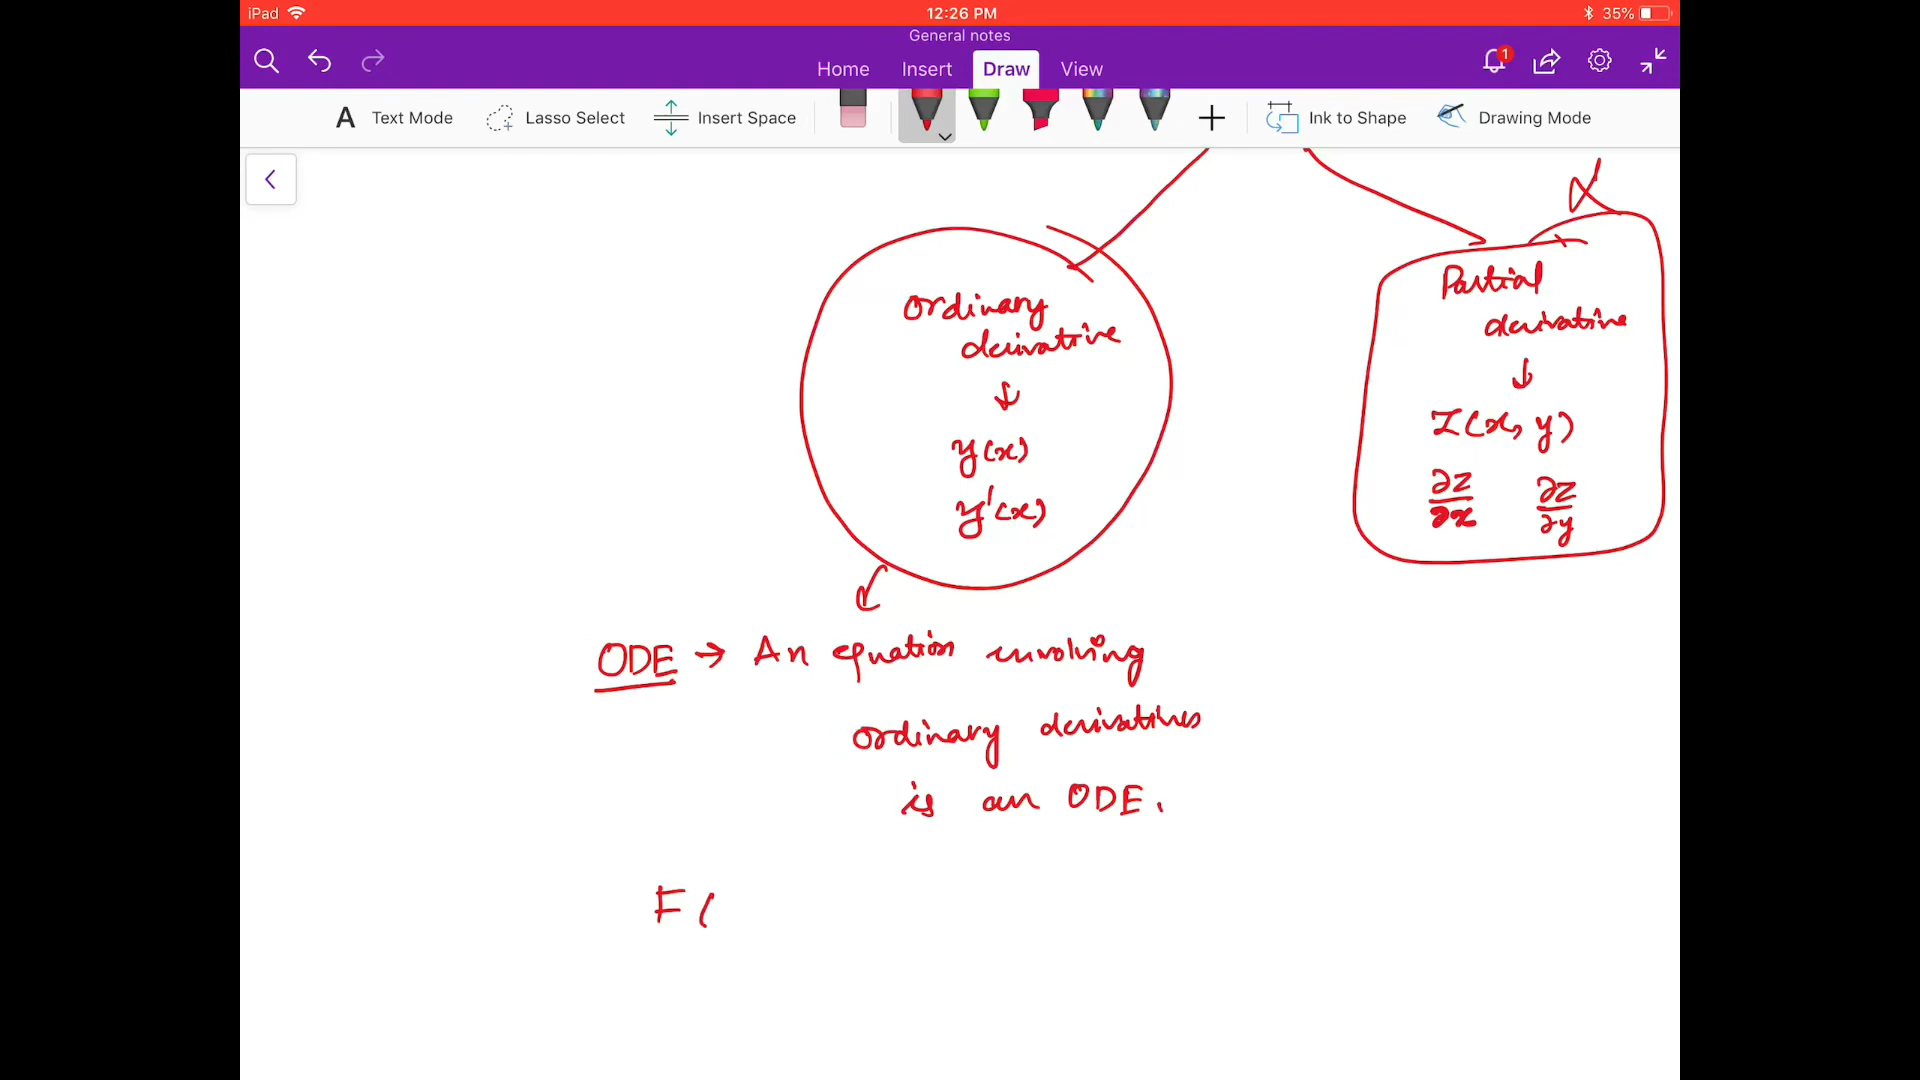 iPad
12:26 PM
35%
General notes
1
Home Insert Draw View
A Text Mode Lasso Select Insert Space Ink to Shape Drawing Mode
Ordinary
derivative
↓
y(x)
y'(x)
Partial
derivative
↓
Z(x, y)
∂z/∂x ∂z/∂y
ODE → An equation involving
ordinary derivatives
is an ODE.
F(